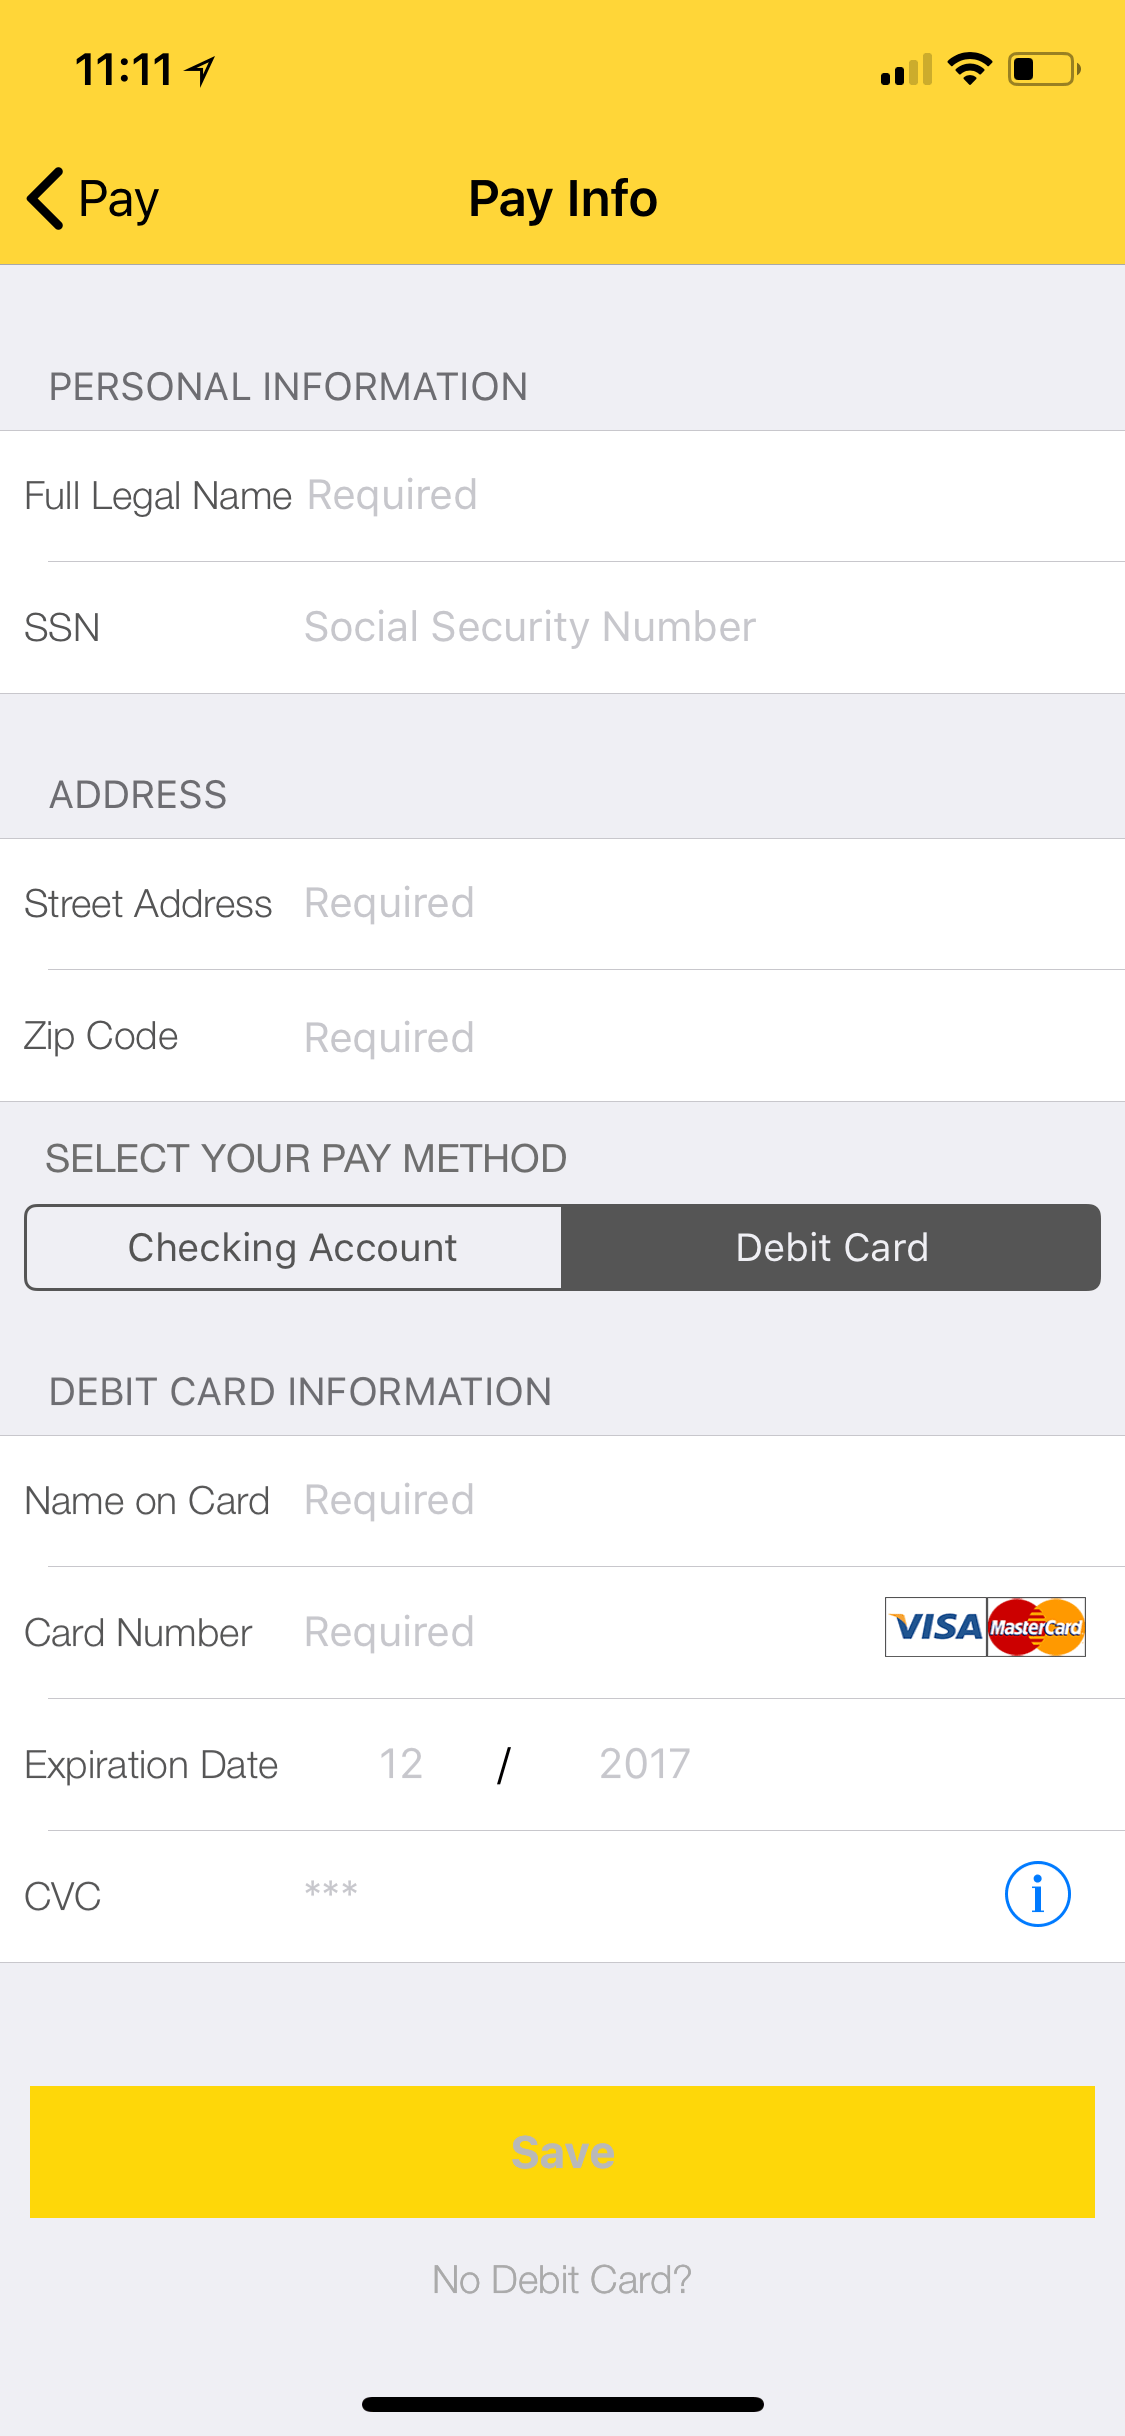 11:11
Pay
Pay Info
PERSONAL INFORMATION
Full Legal Name Required
SSN Social Security Number
ADDRESS
Street Address Required
Zip Code Required
SELECT YOUR PAY METHOD
Checking Account Debit Card
DEBIT CARD INFORMATION
Name on Card Required
Card Number Required VISA MasterCard
Expiration Date 12 / 2017
CVC *** i
Save
No Debit Card?